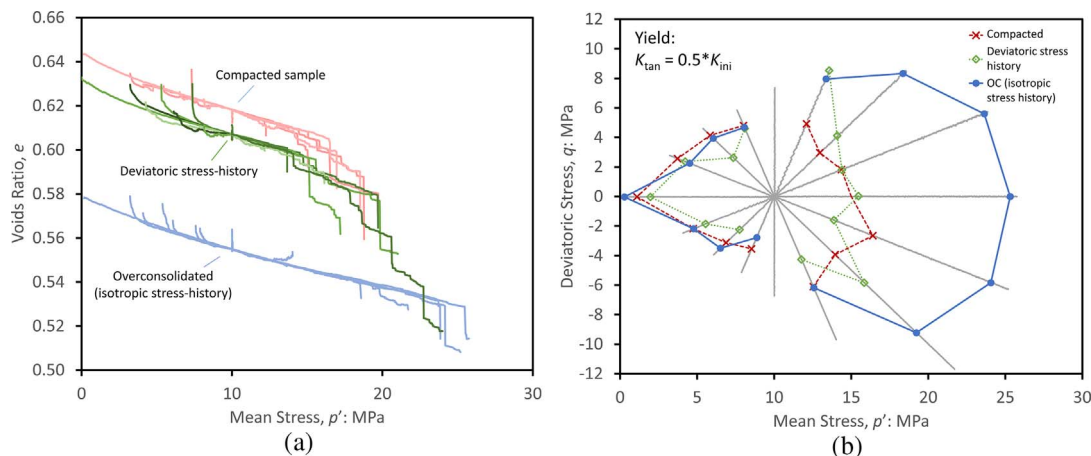 0.66
0.64
0.62
0.60
0.58
0.56
0.54
0.52
0.50
Voids Ratio, e
Compacted sample
Deviatoric stress-history
Overconsolidated
(isotropic stress-history)
0
10
20
30
Mean Stress, p′: MPa
(a)
12
10
8
6
4
2
0
-2
-4
-6
-8
-10
-12
Deviatoric Stress, q: MPa
Yield:
Ktan = 0.5*Kini
Compacted
Deviatoric stress
history
OC (isotropic
stress history)
0
5
10
15
20
25
30
Mean Stress, p′: MPa
(b)